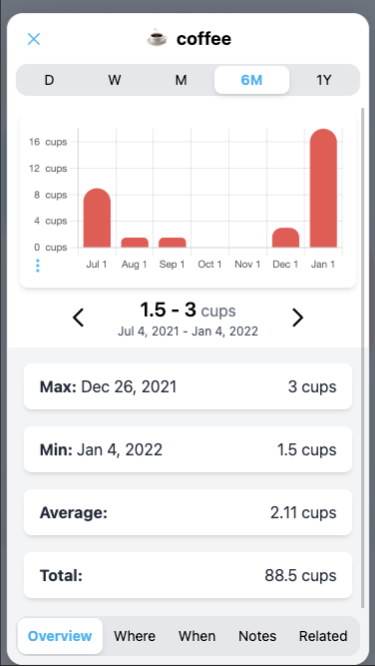 ☕ coffee
D W M 6M 1Y
16 cups
12 cups
8 cups
4 cups
0 cups
Jul 1 Aug 1 Sep 1 Oct 1 Nov 1 Dec 1 Jan 1
1.5 - 3 cups
Jul 4, 2021 - Jan 4, 2022
Max: Dec 26, 2021 3 cups
Min: Jan 4, 2022 1.5 cups
Average: 2.11 cups
Total: 88.5 cups
Overview Where When Notes Related